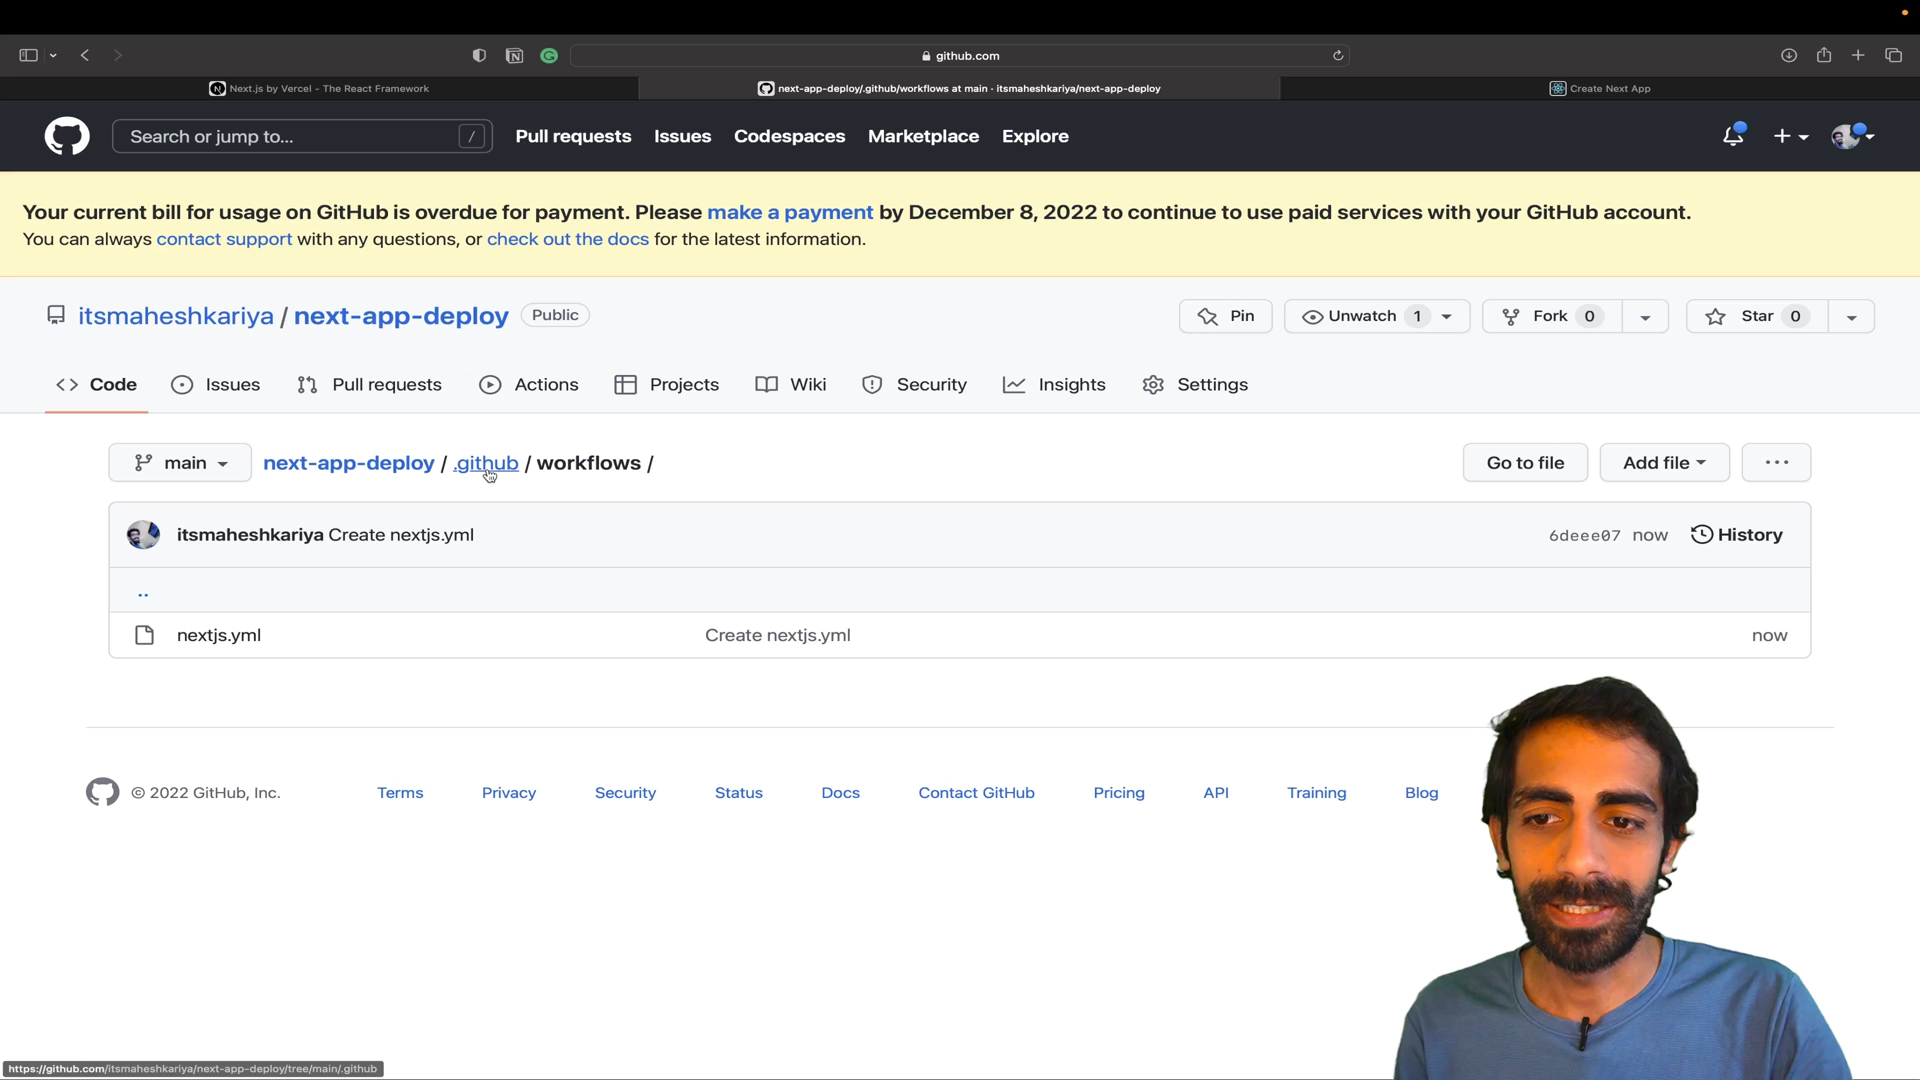 github.com
Next.js by Vercel - The React Framework
next-app-deploy/.github/workflows at main · itsmaheshkariya/next-app-deploy
Create Next App
Search or jump to... /
Pull requests Issues Codespaces Marketplace Explore
Your current bill for usage on GitHub is overdue for payment. Please make a payment by December 8, 2022 to continue to use paid services with your GitHub account.
You can always contact support with any questions, or check out the docs for the latest information.
itsmaheshkariya / next-app-deploy Public
Pin Unwatch 1 Fork 0 Star 0
Code Issues Pull requests Actions Projects Wiki Security Insights Settings
main next-app-deploy / .github / workflows / Go to file Add file ...
itsmaheshkariya Create nextjs.yml 6deee07 now History
..
nextjs.yml Create nextjs.yml now
© 2022 GitHub, Inc. Terms Privacy Security Status Docs Contact GitHub Pricing API Training Blog
https://github.com/itsmaheshkariya/next-app-deploy/tree/main/.github